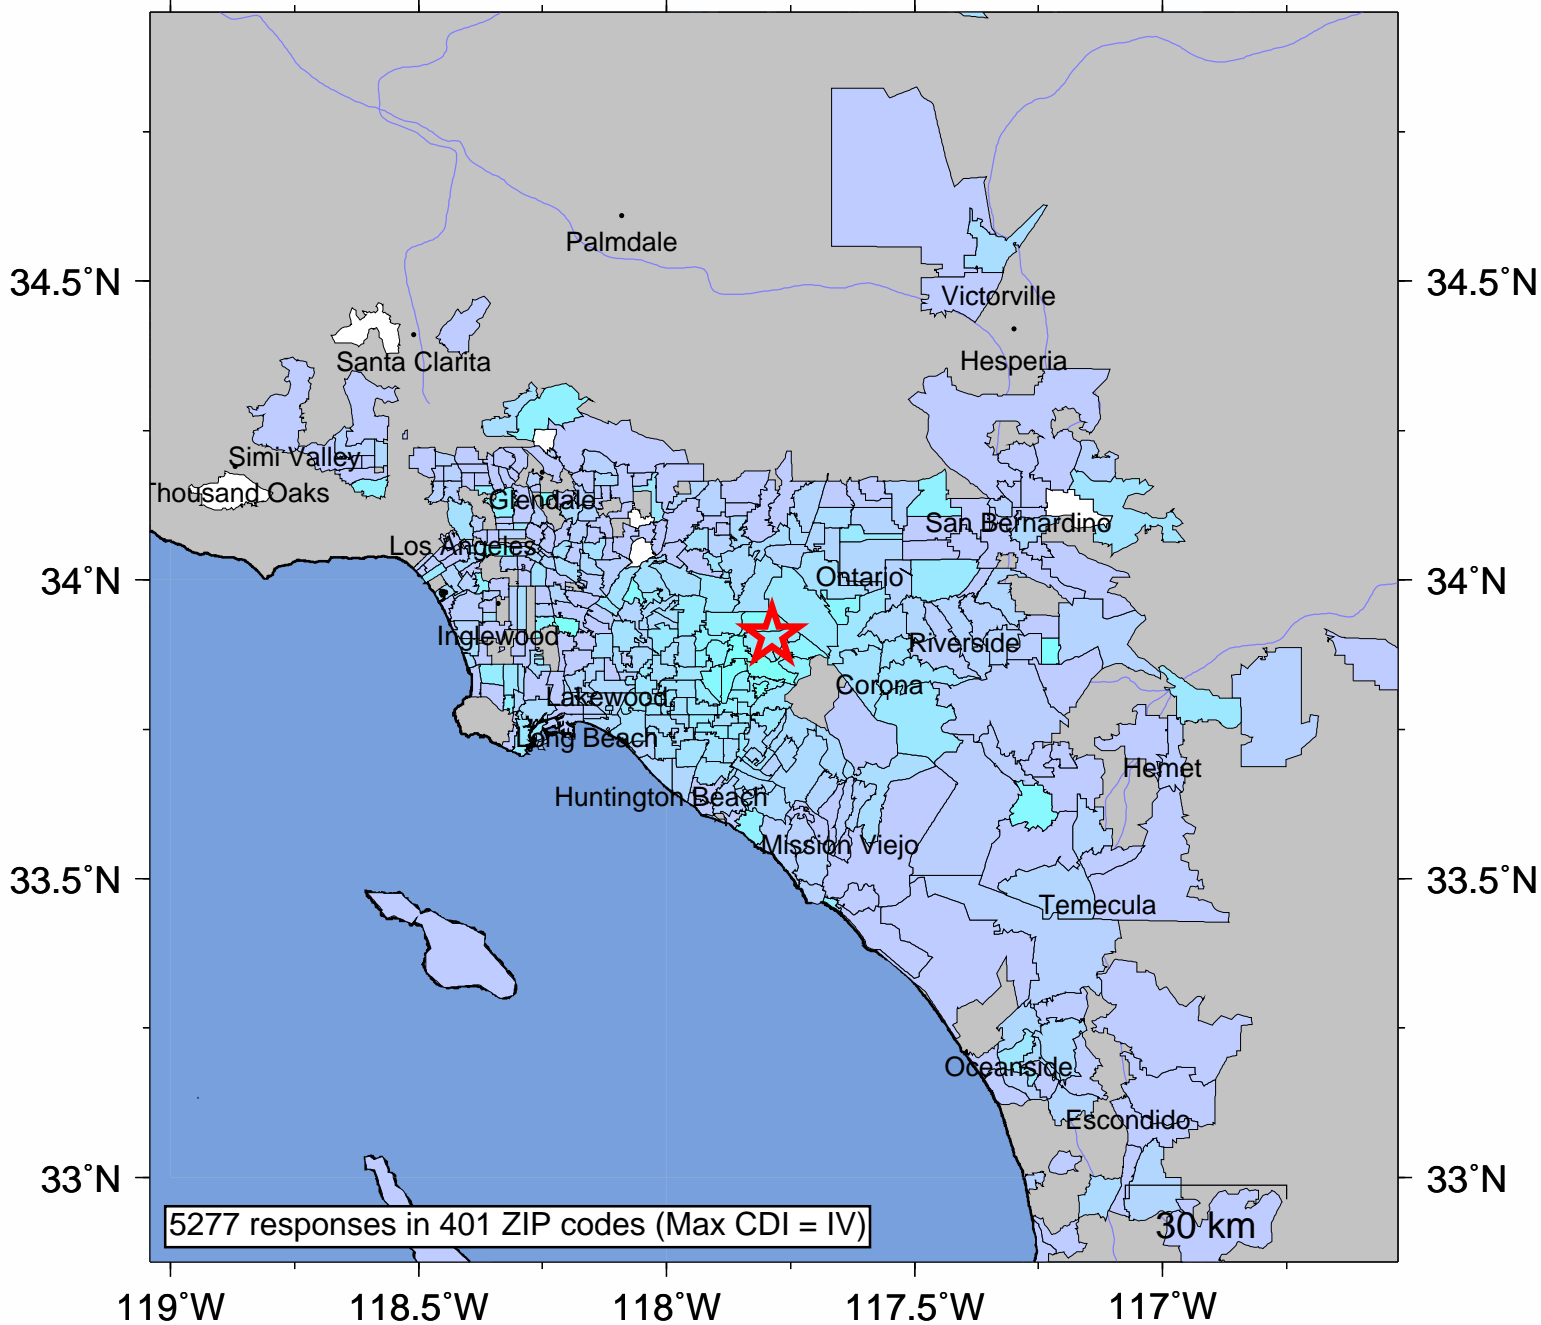 Palmdale
34.5°N
34.5°N
Victorville
Santa Clarita
Hesperia
Simi Valley
Thousand Oaks
Glendale
San Bernardino
Los Angeles
34°N
Ontario
34°N
Inglewood
Riverside
Lakewood
Corona
Long Beach
Hemet
Huntington Beach
Mission Viejo
33.5°N
33.5°N
Temecula
Oceanside
Escondido
33°N
33°N
5277 responses in 401 ZIP codes (Max CDI = IV)
30 km
119°W
118.5°W
118°W
117.5°W
117°W